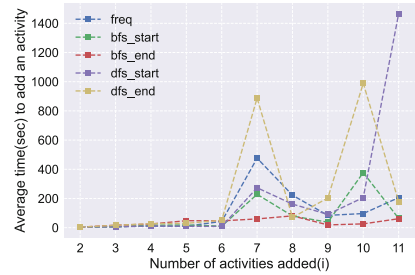 Average time(sec) to add an activity
1400
1200
1000
800
600
400
200
0
freq
bfs_start
bfs_end
dfs_start
dfs_end
2 3 4 5 6 7 8 9 10 11
Number of activities added(i)